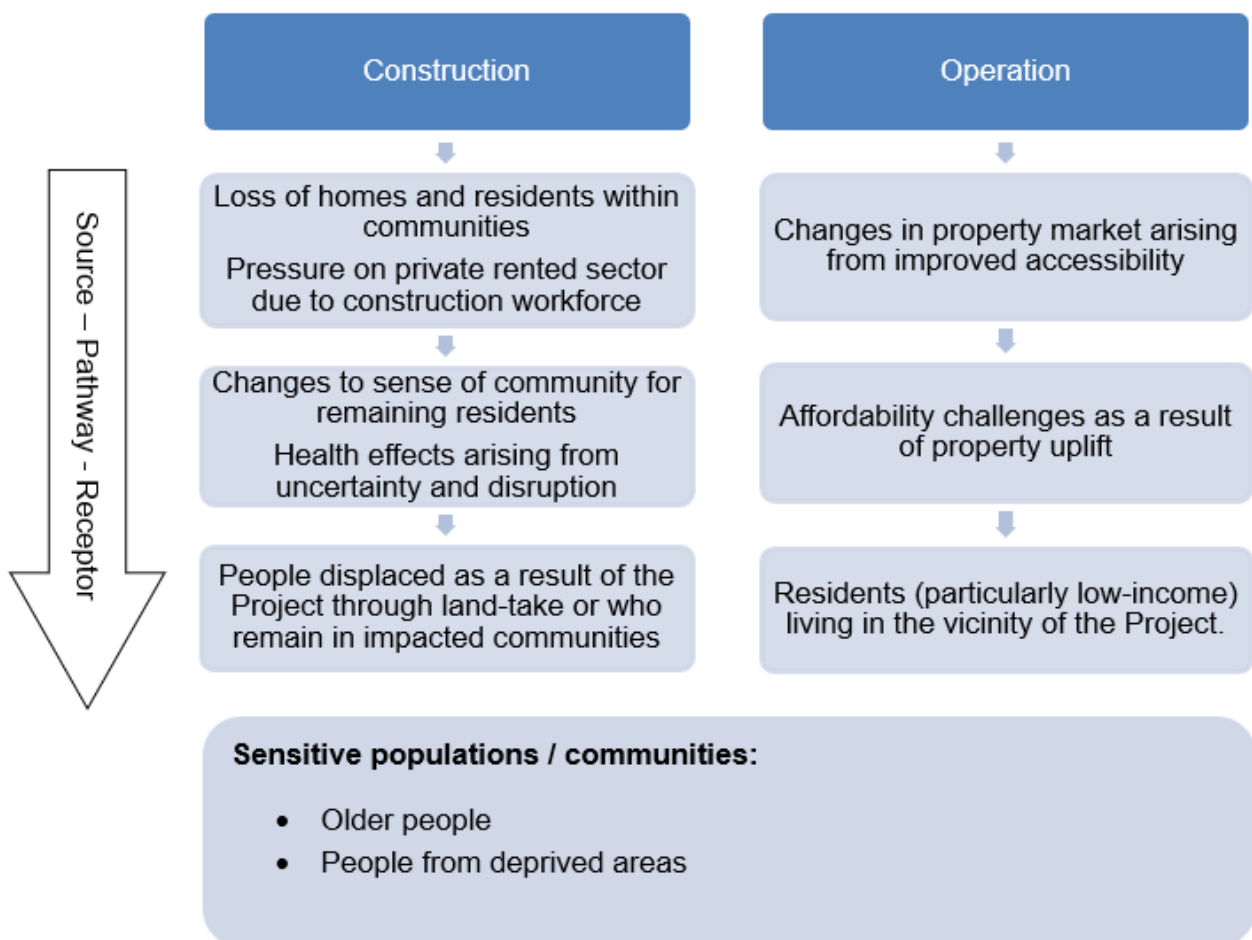 Construction
Operation
Source – Pathway - Receptor
Loss of homes and residents within
communities
Pressure on private rented sector
due to construction workforce
Changes in property market arising
from improved accessibility
Changes to sense of community for
remaining residents
Health effects arising from
uncertainty and disruption
Affordability challenges as a result
of property uplift
People displaced as a result of the
Project through land-take or who
remain in impacted communities
Residents (particularly low-income)
living in the vicinity of the Project.
Sensitive populations / communities:
• Older people
• People from deprived areas